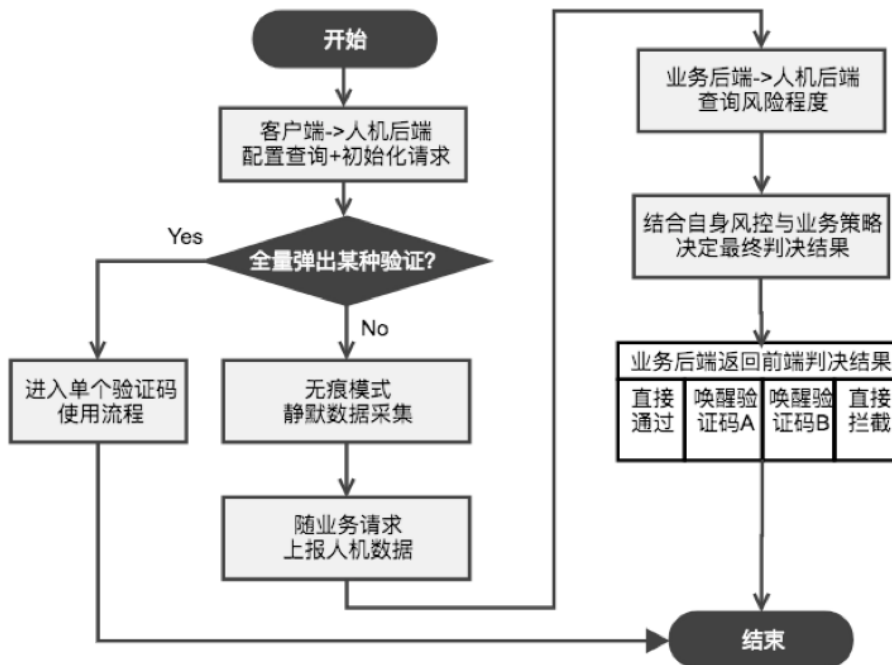 开始
客户端->人机后端
配置查询+初始化请求
全量弹出某种验证?
Yes
No
进入单个验证码
使用流程
无痕模式
静默数据采集
随业务请求
上报人机数据
业务后端->人机后端
查询风险程度
结合自身风控与业务策略
决定最终判决结果
业务后端返回前端判决结果
直接
通过
唤醒验
证码A
唤醒验
证码B
直接
拦截
结束